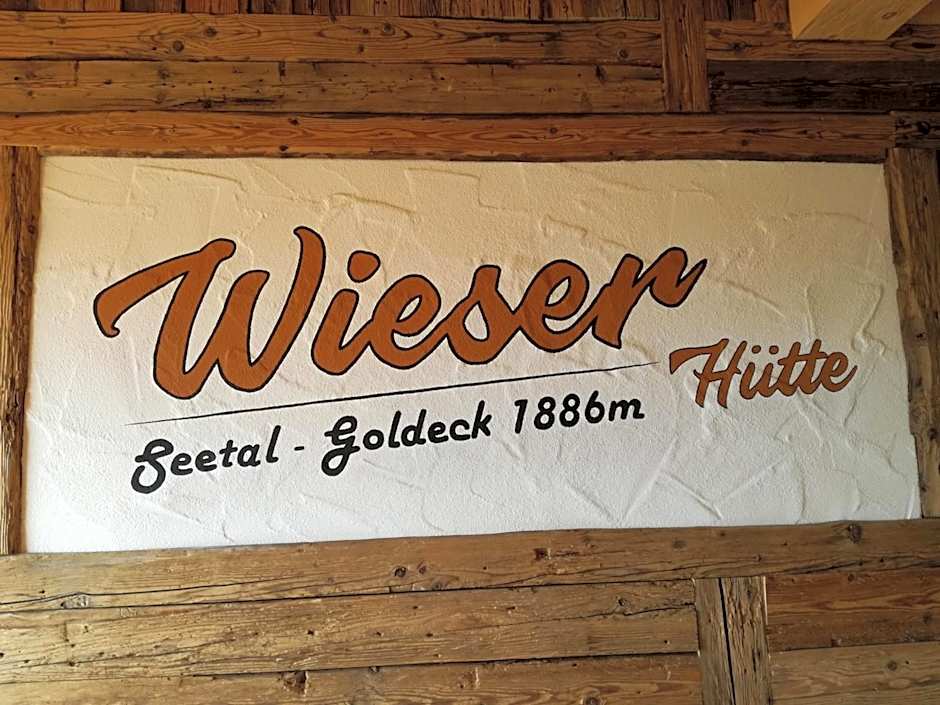 Wieser
Hütte
Seetal - Goldeck 1886m